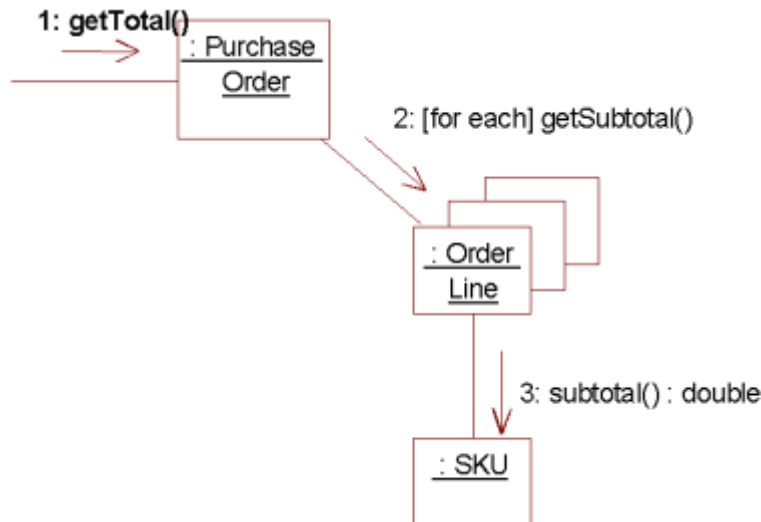 1: getTotal()
: Purchase
Order
2: [for each] getSubtotal()
: Order
Line
3: subtotal() : double
: SKU